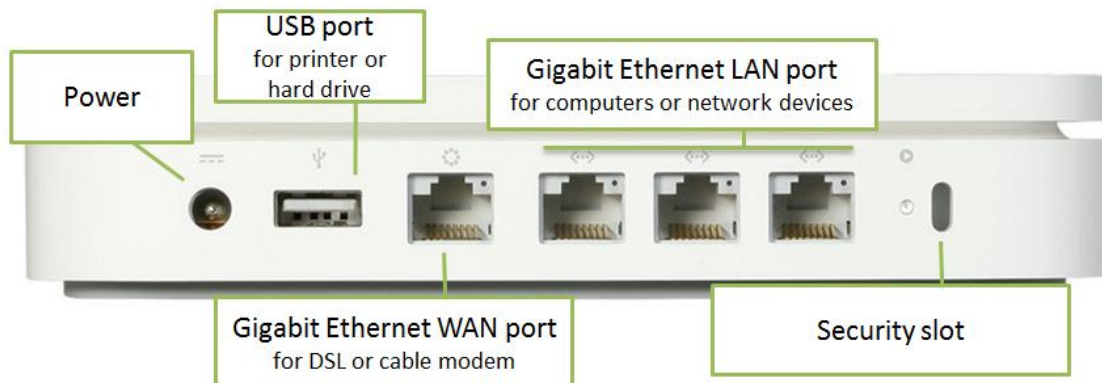 USB port
for printer or
hard drive
Power
Gigabit Ethernet LAN port
for computers or network devices
Gigabit Ethernet WAN port
for DSL or cable modem
Security slot